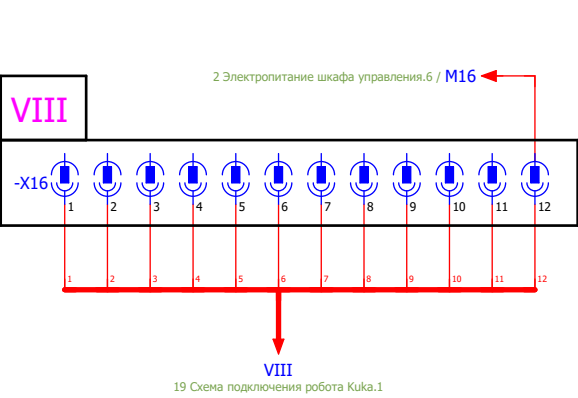 2 Электропитание шкафа управления.6 / M16
VIII
-X16
1 2 3 4 5 6 7 8 9 10 11 12
1 2 3 4 5 6 7 8 9 10 11 12
VIII
19 Схема подключения робота Kuka.1